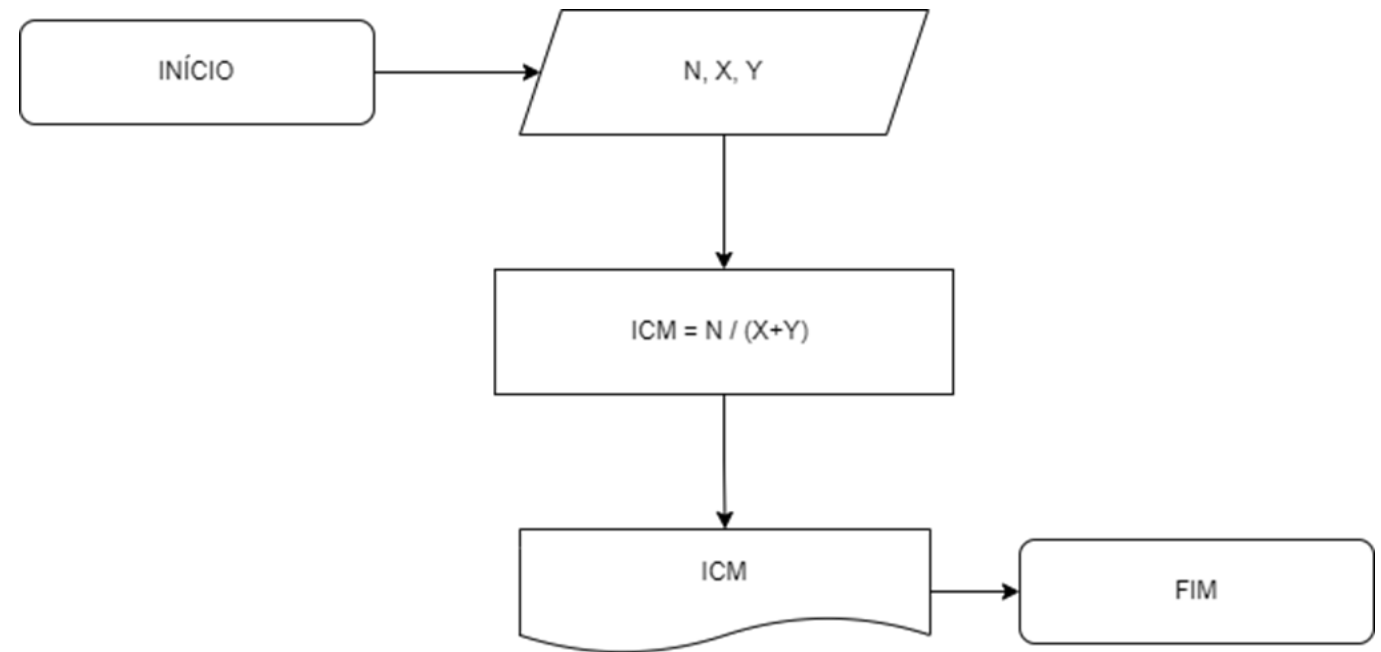 INÍCIO
N, X, Y
ICM = N / (X+Y)
ICM
FIM